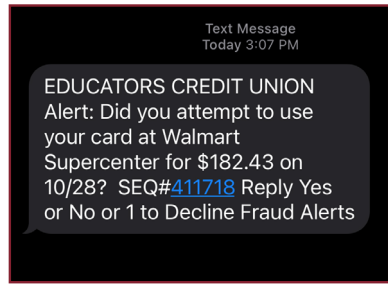 Text Message
Today 3:07 PM
EDUCATORS CREDIT UNION
Alert: Did you attempt to use
your card at Walmart
Supercenter for $182.43 on
10/28?  SEQ#411718 Reply Yes
or No or 1 to Decline Fraud Alerts